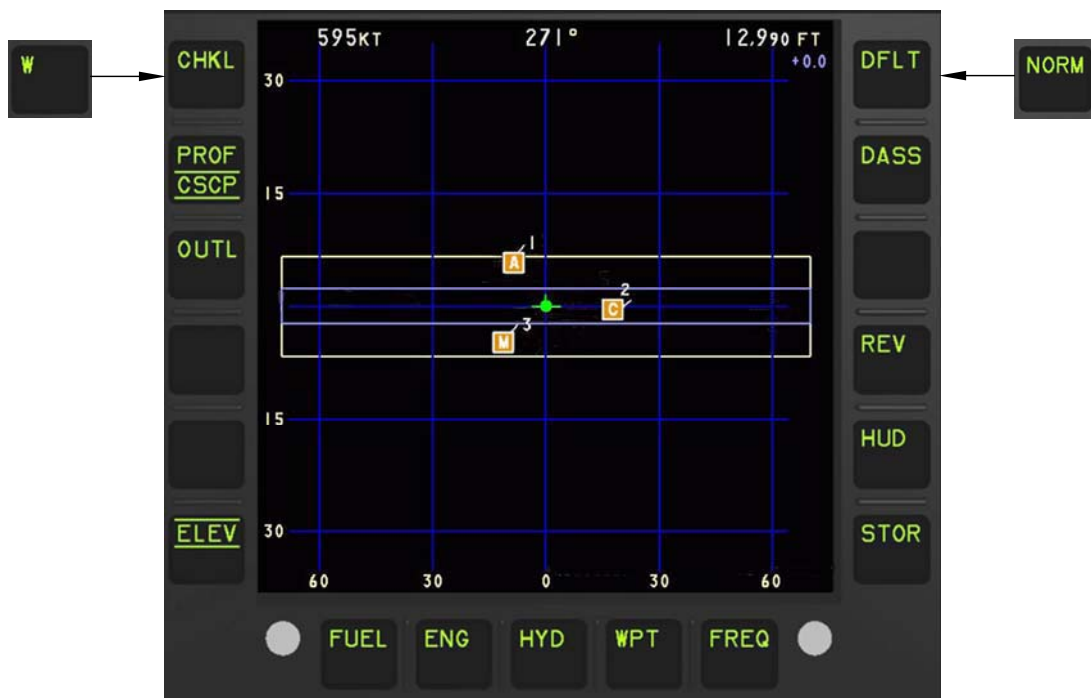 595KT 271° 12,990 FT
+0.0
W
CHKL
DFLT
NORM
30
PROF
CSCP
DASS
15
OUTL
1
A
2
C
3
M
REV
15
HUD
30
ELEV
STOR
60 30 0 30 60
FUEL ENG HYD WPT FREQ